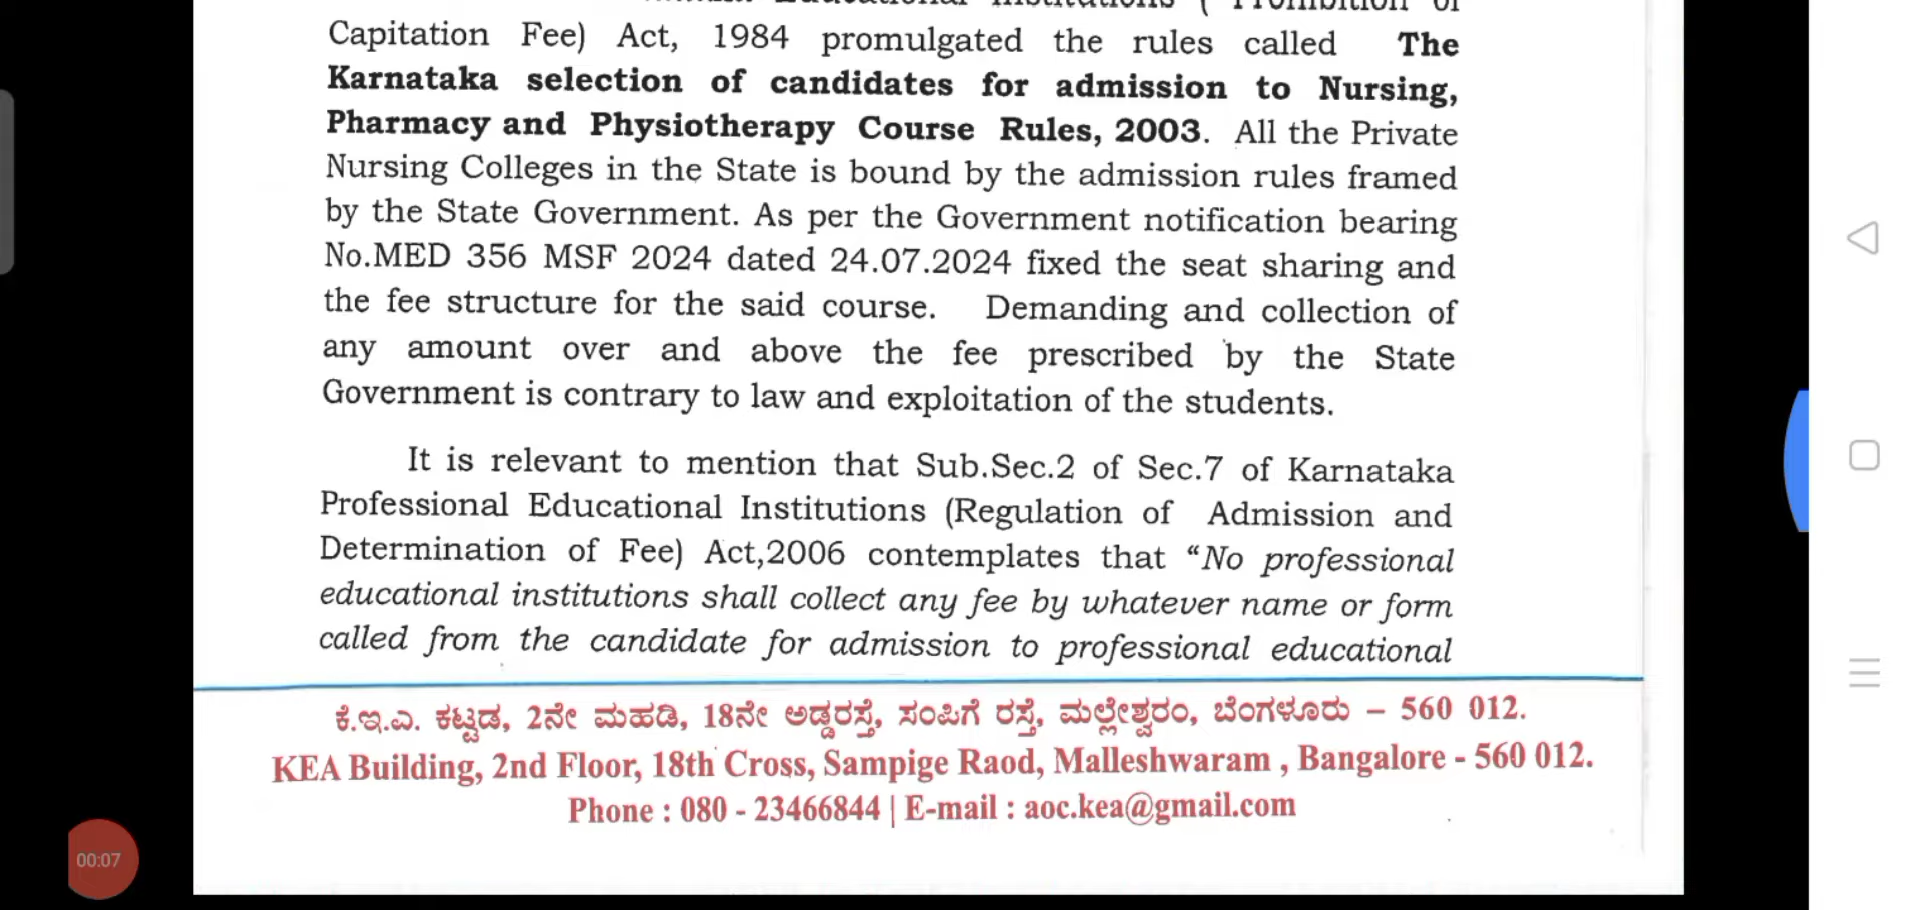 Educational Institutions ( Prohibition of
Capitation Fee) Act, 1984 promulgated the rules called The
Karnataka selection of candidates for admission to Nursing,
Pharmacy and Physiotherapy Course Rules, 2003. All the Private
Nursing Colleges in the State is bound by the admission rules framed
by the State Government. As per the Government notification bearing
No.MED 356 MSF 2024 dated 24.07.2024 fixed the seat sharing and
the fee structure for the said course. Demanding and collection of
any amount over and above the fee prescribed by the State
Government is contrary to law and exploitation of the students.
It is relevant to mention that Sub.Sec.2 of Sec.7 of Karnataka
Professional Educational Institutions (Regulation of Admission and
Determination of Fee) Act,2006 contemplates that “No professional
educational institutions shall collect any fee by whatever name or form
called from the candidate for admission to professional educational
ಕೆ.ಇ.ಎ. ಕಟ್ಟಡ, 2ನೇ ಮಹಡಿ, 18ನೇ ಅಡ್ಡರಸ್ತೆ, ಸಂಪಿಗೆ ರಸ್ತೆ, ಮಲ್ಲೇಶ್ವರಂ, ಬೆಂಗಳೂರು – 560 012.
KEA Building, 2nd Floor, 18th Cross, Sampige Raod, Malleshwaram , Bangalore - 560 012.
Phone : 080 - 23466844 | E-mail : aoc.kea@gmail.com
00:07